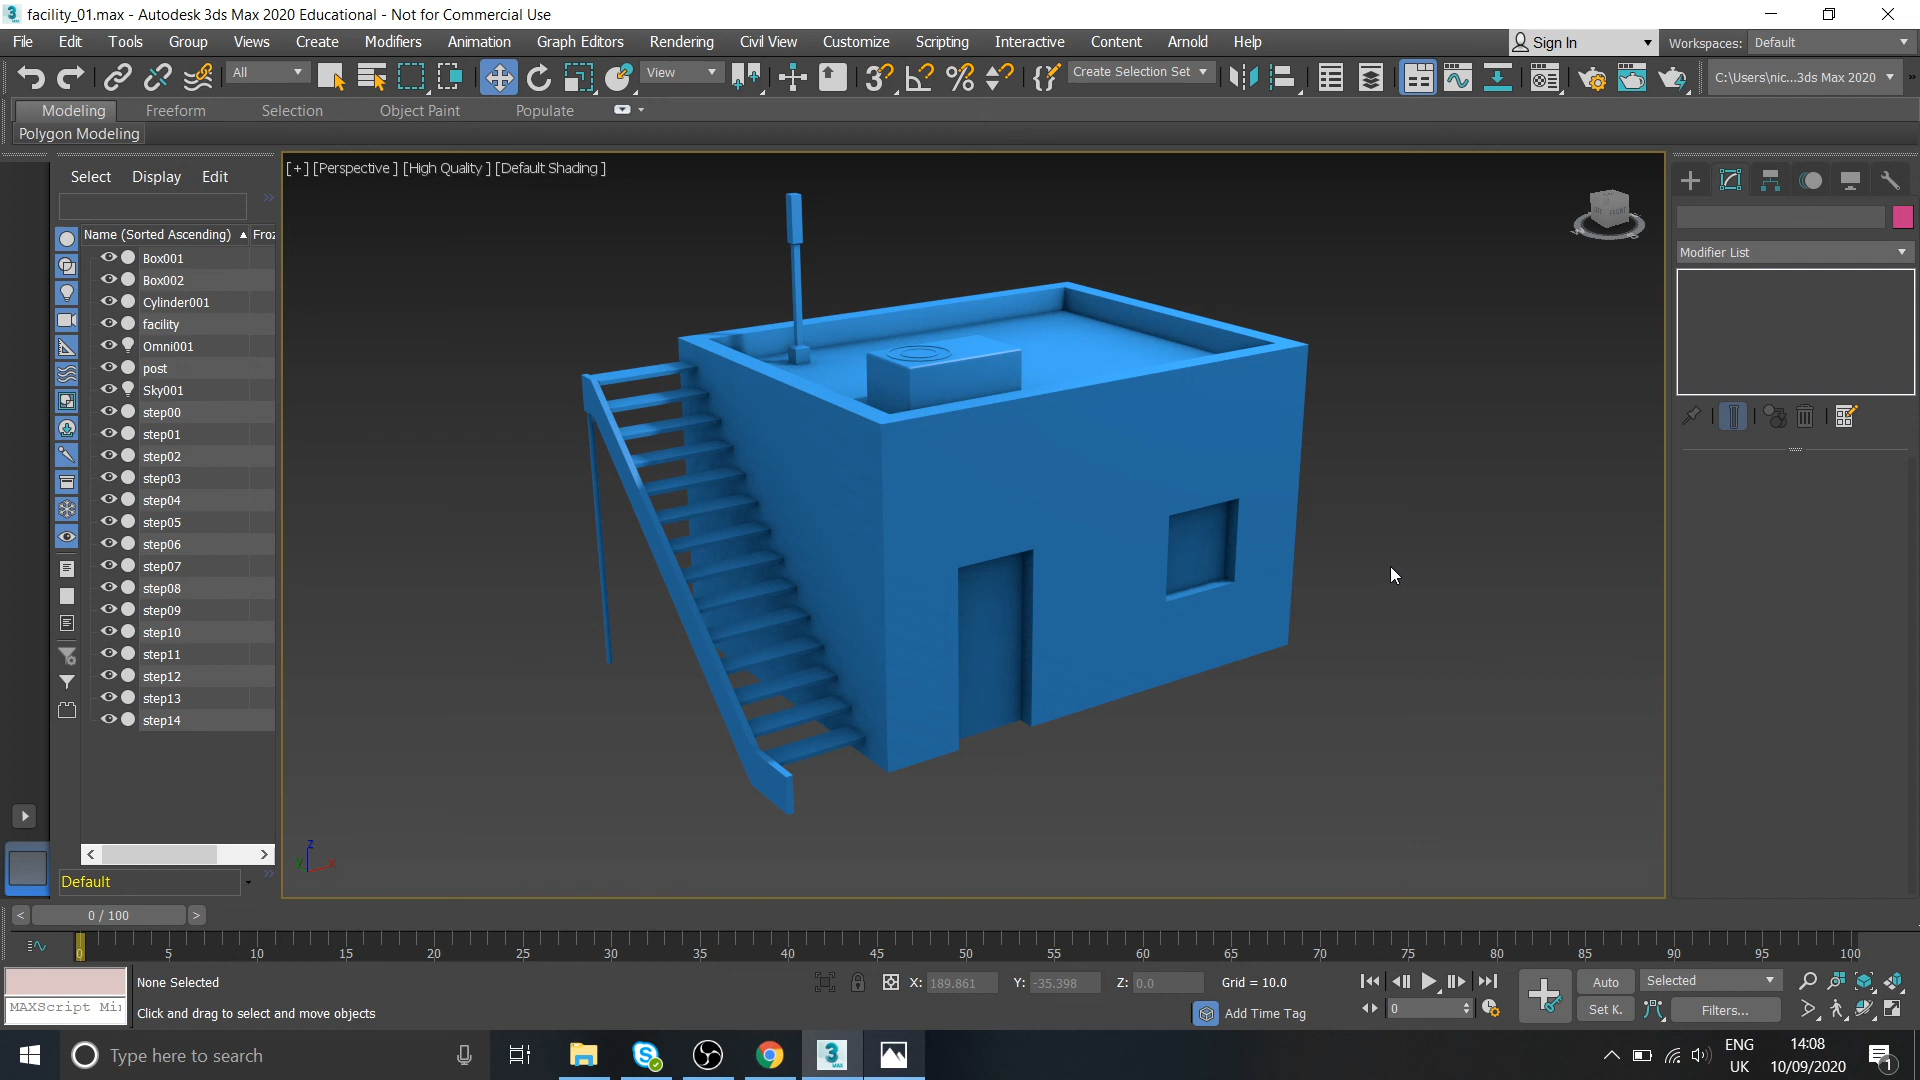 facility_01.max - Autodesk 3ds Max 2020 Educational - Not for Commercial Use
File Edit Tools Group Views Create Modifiers Animation Graph Editors Rendering Civil View Customize Scripting Interactive Content Arnold Help Sign In Workspaces: Default
All View Create Selection Set C:\Users\nic...3ds Max 2020
Modeling Freeform Selection Object Paint Populate
Polygon Modeling
Select Display Edit
[+] [Perspective ] [High Quality ] [Default Shading ]
Name (Sorted Ascending) Froz
Modifier List
Box001
Box002
Cylinder001
facility
Omni001
post
Sky001
step00
step01
step02
step03
step04
step05
step06
step07
step08
step09
step10
step11
step12
step13
step14
z
y x
Default
0 / 100
0 5 10 15 20 25 30 35 40 45 50 55 60 65 70 75 80 85 90 95 100
None Selected X: 189.861 Y: -35.398 Z: 0.0 Grid = 10.0 Auto Selected
MAXScript Mi Click and drag to select and move objects Add Time Tag 0 Set K. Filters...
Type here to search
ENG
UK
14:08
10/09/2020
1